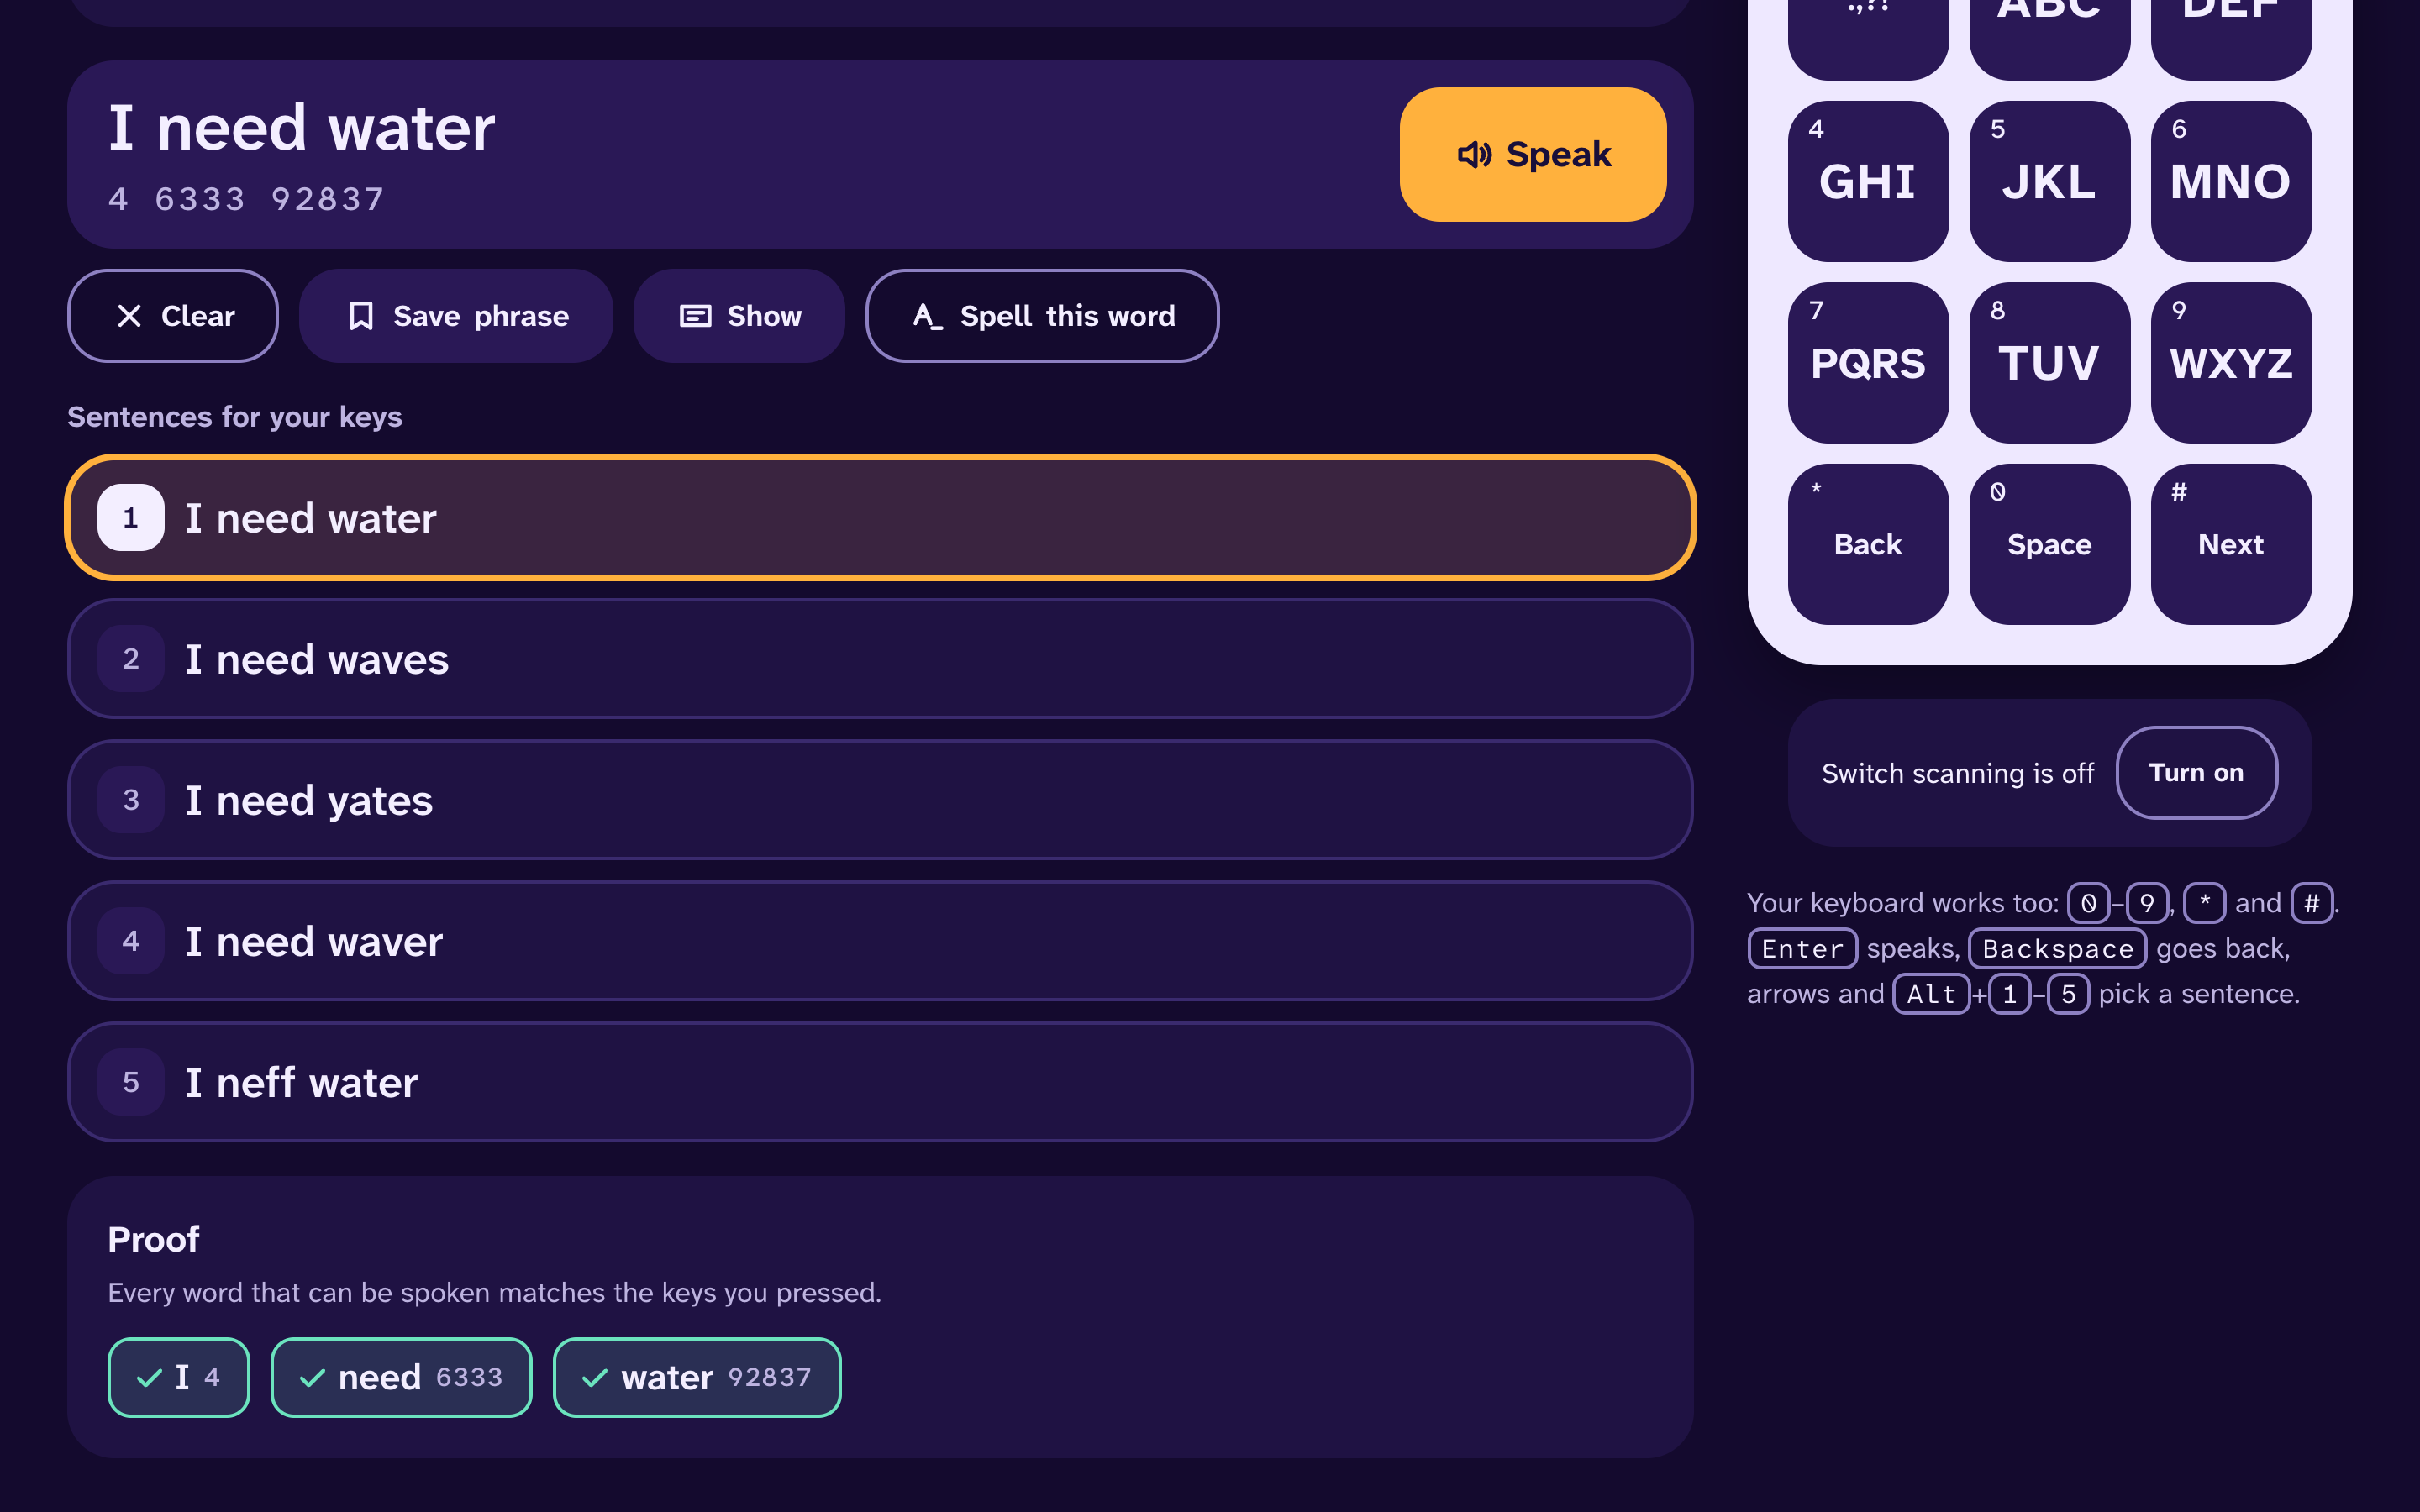 I need water
4 6333 92837
Speak
Clear
Save phrase
Show
Spell this word
Sentences for your keys
1 I need water
2 I need waves
3 I need yates
4 I need waver
5 I neff water
Proof
Every word that can be spoken matches the keys you pressed.
I 4
need 6333
water 92837
.,?!
ABC
DEF
4
GHI
5
JKL
6
MNO
7
PQRS
8
TUV
9
WXYZ
*
Back
0
Space
#
Next
Switch scanning is off
Turn on
Your keyboard works too: 0–9, * and #.
Enter speaks, Backspace goes back,
arrows and Alt+1–5 pick a sentence.